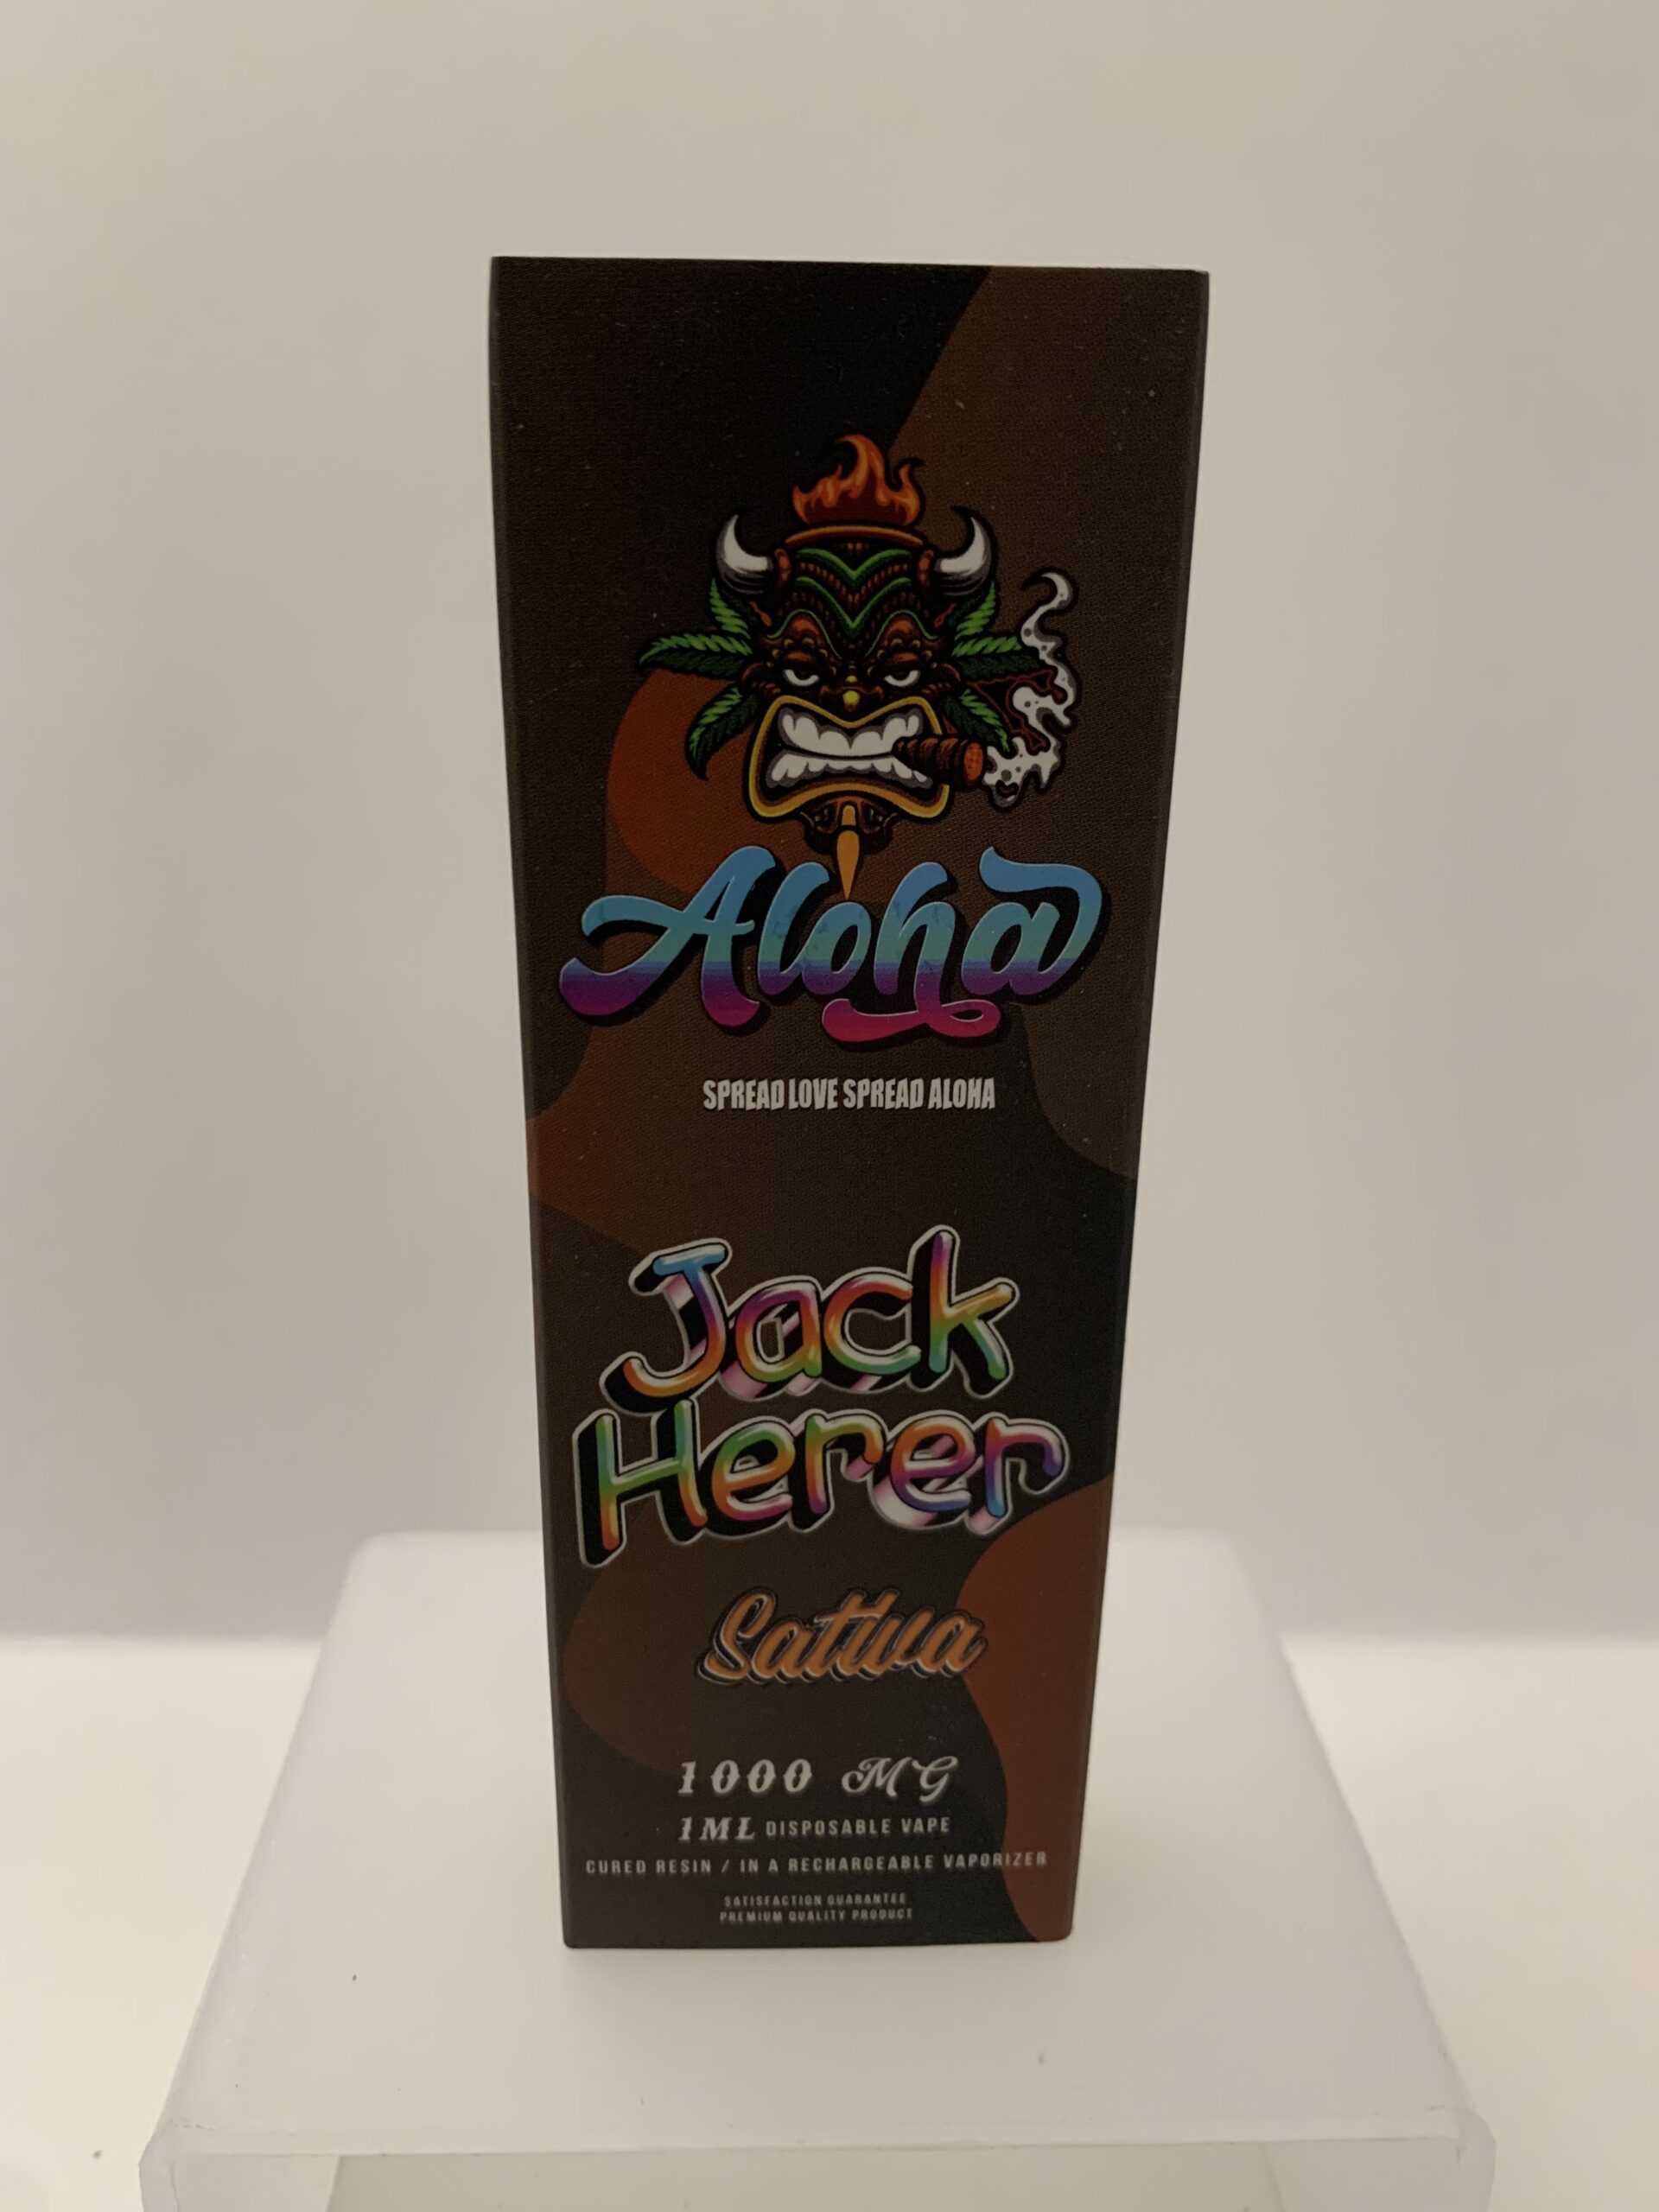 Aloha
SPREAD LOVE SPREAD ALOHA
Jack
Herer
Sativa
1000 MG
1ML DISPOSABLE VAPE
CURED RESIN / IN A RECHARGEABLE VAPORIZER
SATISFACTION GUARANTEE
PREMIUM QUALITY PRODUCT